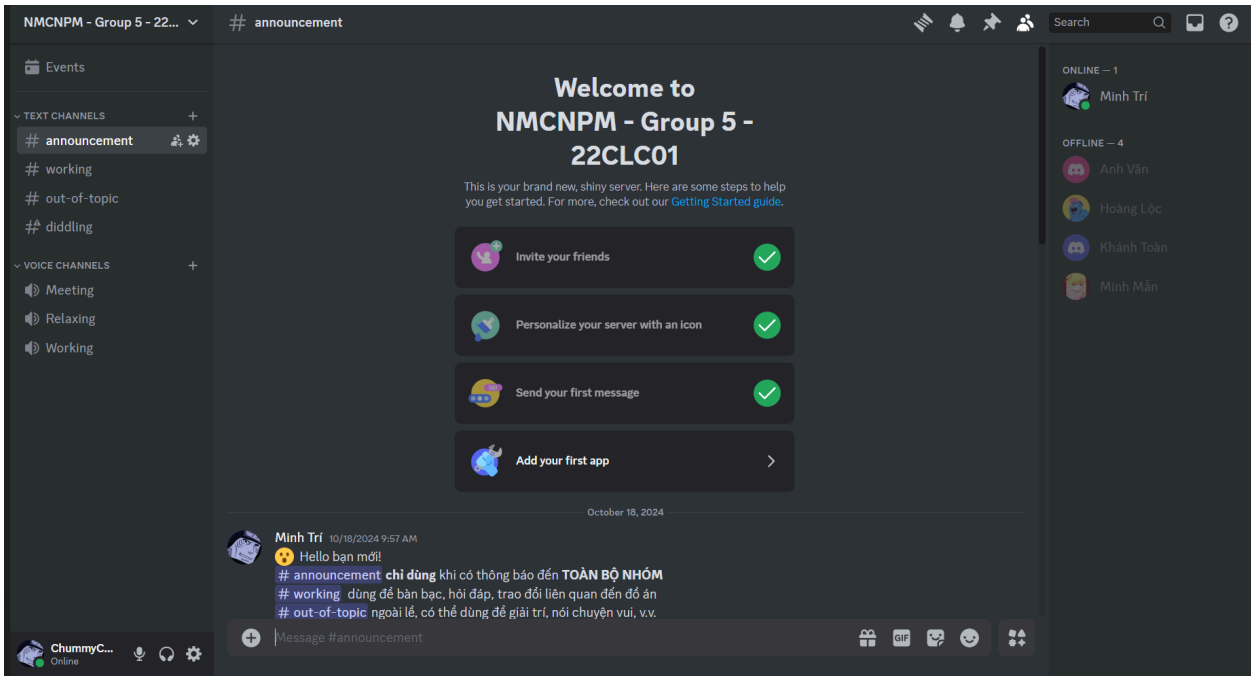 NMCNPM - Group 5 - 22...
Events
TEXT CHANNELS
announcement
working
out-of-topic
diddling
VOICE CHANNELS
Meeting
Relaxing
Working
ChummyC...
Online
# announcement
Search
Welcome to
NMCNPM - Group 5 -
22CLC01
This is your brand new, shiny server. Here are some steps to help
you get started. For more, check out our Getting Started guide.
Invite your friends
Personalize your server with an icon
Send your first message
Add your first app
October 18, 2024
Minh Trí 10/18/2024 9:57 AM
Hello bạn mới!
# announcement chỉ dùng khi có thông báo đến TOÀN BỘ NHÓM
# working dùng để bàn bạc, hỏi đáp, trao đổi liên quan đến đồ án
# out-of-topic ngoài lề, có thể dùng để giải trí, nói chuyện vui, v.v.
Message #announcement
GIF
ONLINE — 1
Minh Trí
OFFLINE — 4
Anh Văn
Hoàng Lộc
Khánh Toàn
Minh Mẫn